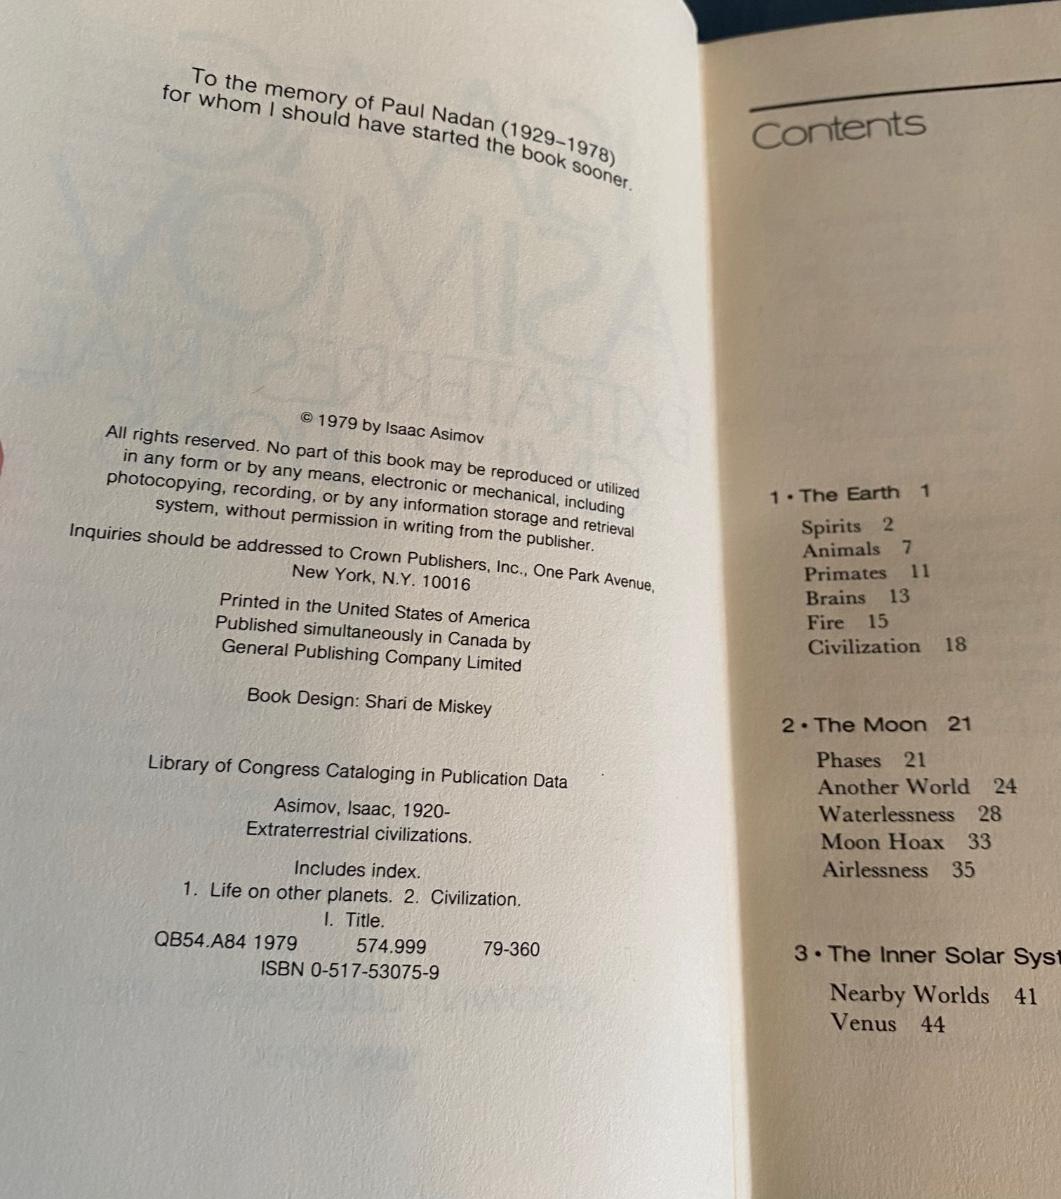 To the memory of Paul Nadan (1929–1978)
for whom I should have started the book sooner.
© 1979 by Isaac Asimov
All rights reserved. No part of this book may be reproduced or utilized
in any form or by any means, electronic or mechanical, including
photocopying, recording, or by any information storage and retrieval
system, without permission in writing from the publisher.
Inquiries should be addressed to Crown Publishers, Inc., One Park Avenue,
New York, N.Y. 10016
Printed in the United States of America
Published simultaneously in Canada by
General Publishing Company Limited
Book Design: Shari de Miskey
Library of Congress Cataloging in Publication Data
Asimov, Isaac, 1920-
Extraterrestrial civilizations.
Includes index.
1. Life on other planets. 2. Civilization.
I. Title.
QB54.A84 1979 574.999 79-360
ISBN 0-517-53075-9
Contents
1 • The Earth 1
Spirits 2
Animals 7
Primates 11
Brains 13
Fire 15
Civilization 18
2 • The Moon 21
Phases 21
Another World 24
Waterlessness 28
Moon Hoax 33
Airlessness 35
3 • The Inner Solar Syst
Nearby Worlds 41
Venus 44